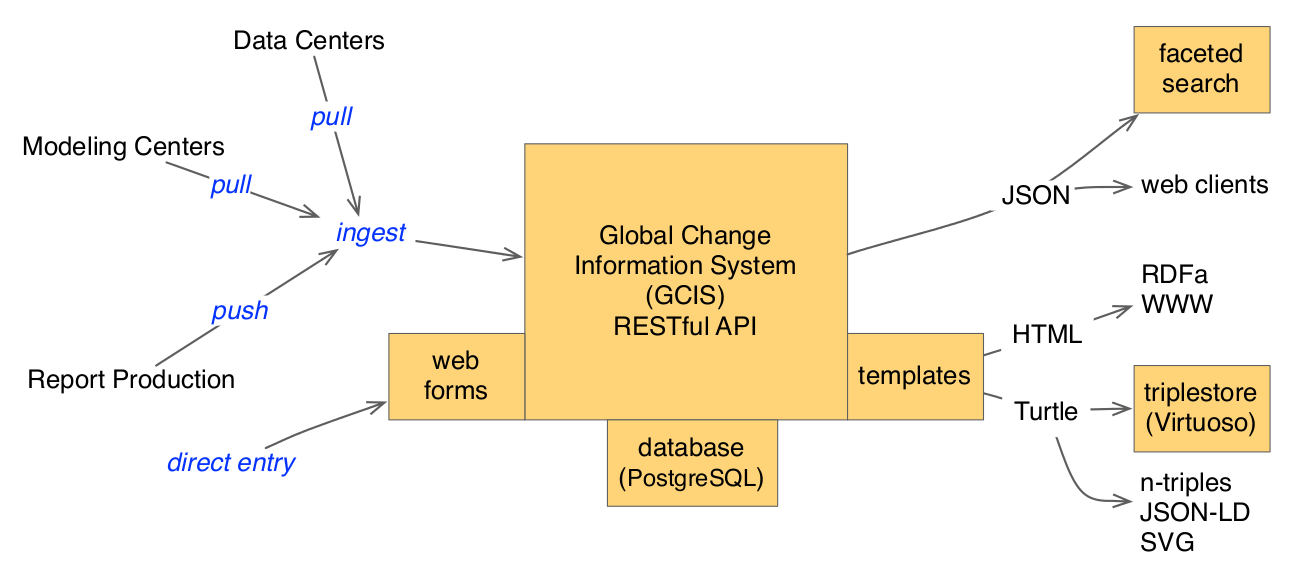 Data Centers
pull
Modeling Centers
pull
ingest
push
Report Production
direct entry
web
forms
Global Change
Information System
(GCIS)
RESTful API
database
(PostgreSQL)
templates
JSON
faceted
search
web clients
HTML
RDFa
WWW
Turtle
triplestore
(Virtuoso)
n-triples
JSON-LD
SVG